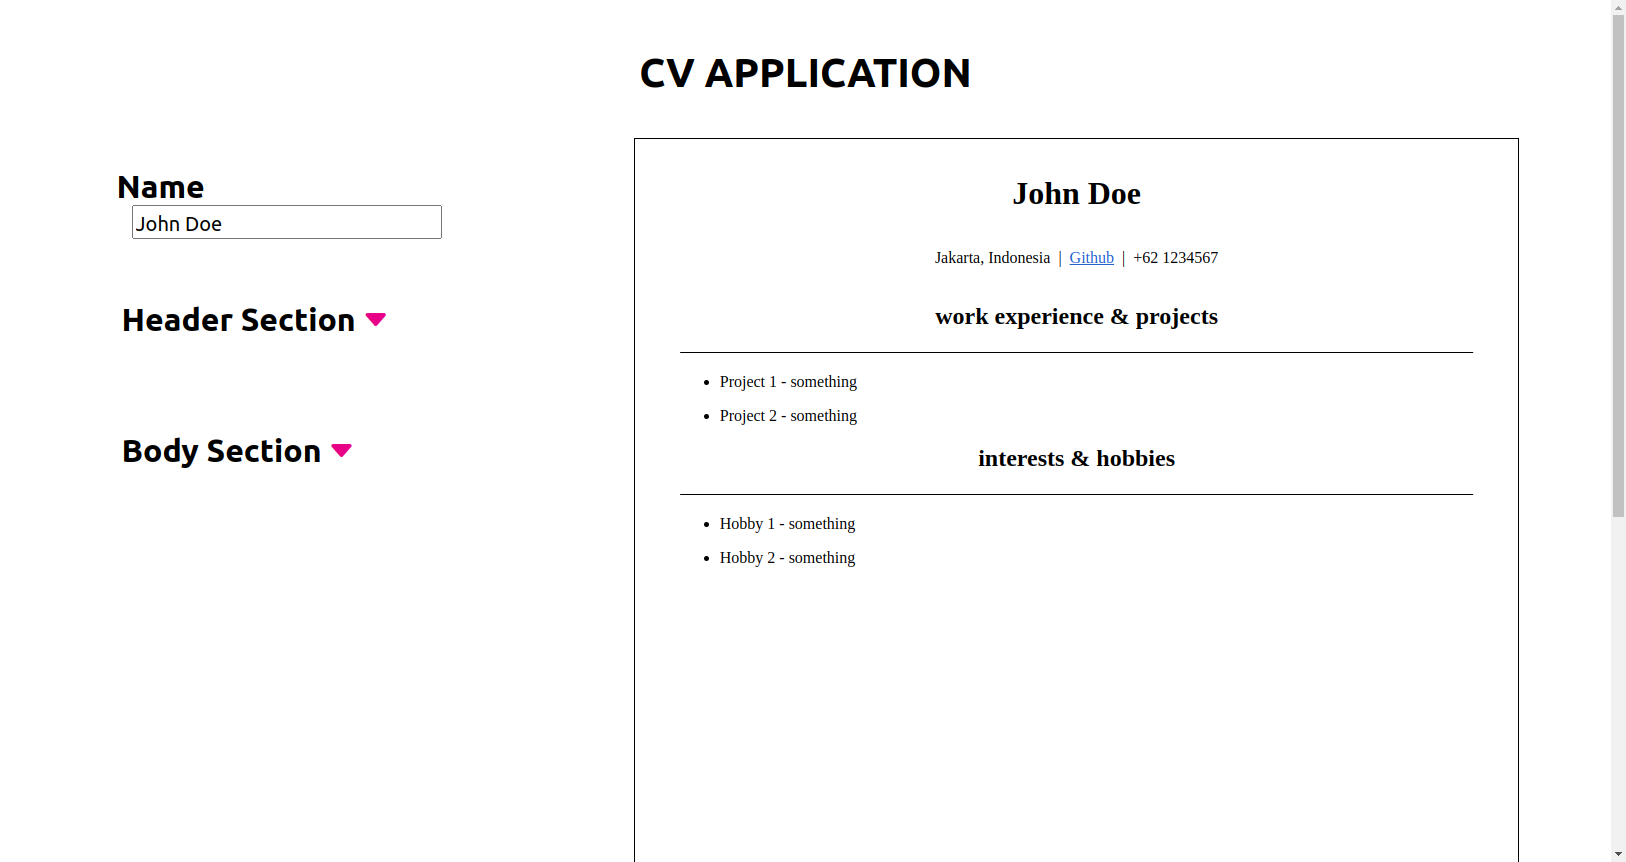 CV APPLICATION
Name
John Doe
Header Section
Body Section
John Doe
Jakarta, Indonesia | Github | +62 1234567
work experience & projects
Project 1 - something
Project 2 - something
interests & hobbies
Hobby 1 - something
Hobby 2 - something